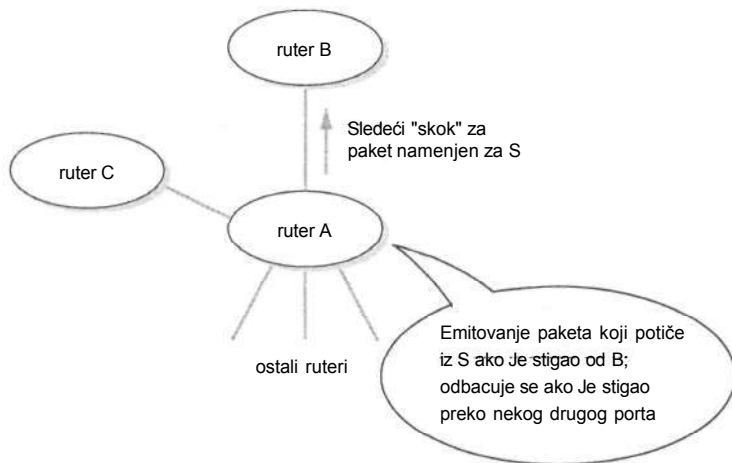 ruter B
Sledeći "skok" za
paket namenjen za S
ruter C
ruter A
Emitovanje paketa koji potiče
iz S ako Je stigao od B;
odbacuje se ako Je stigao
preko nekog drugog porta
ostali ruteri